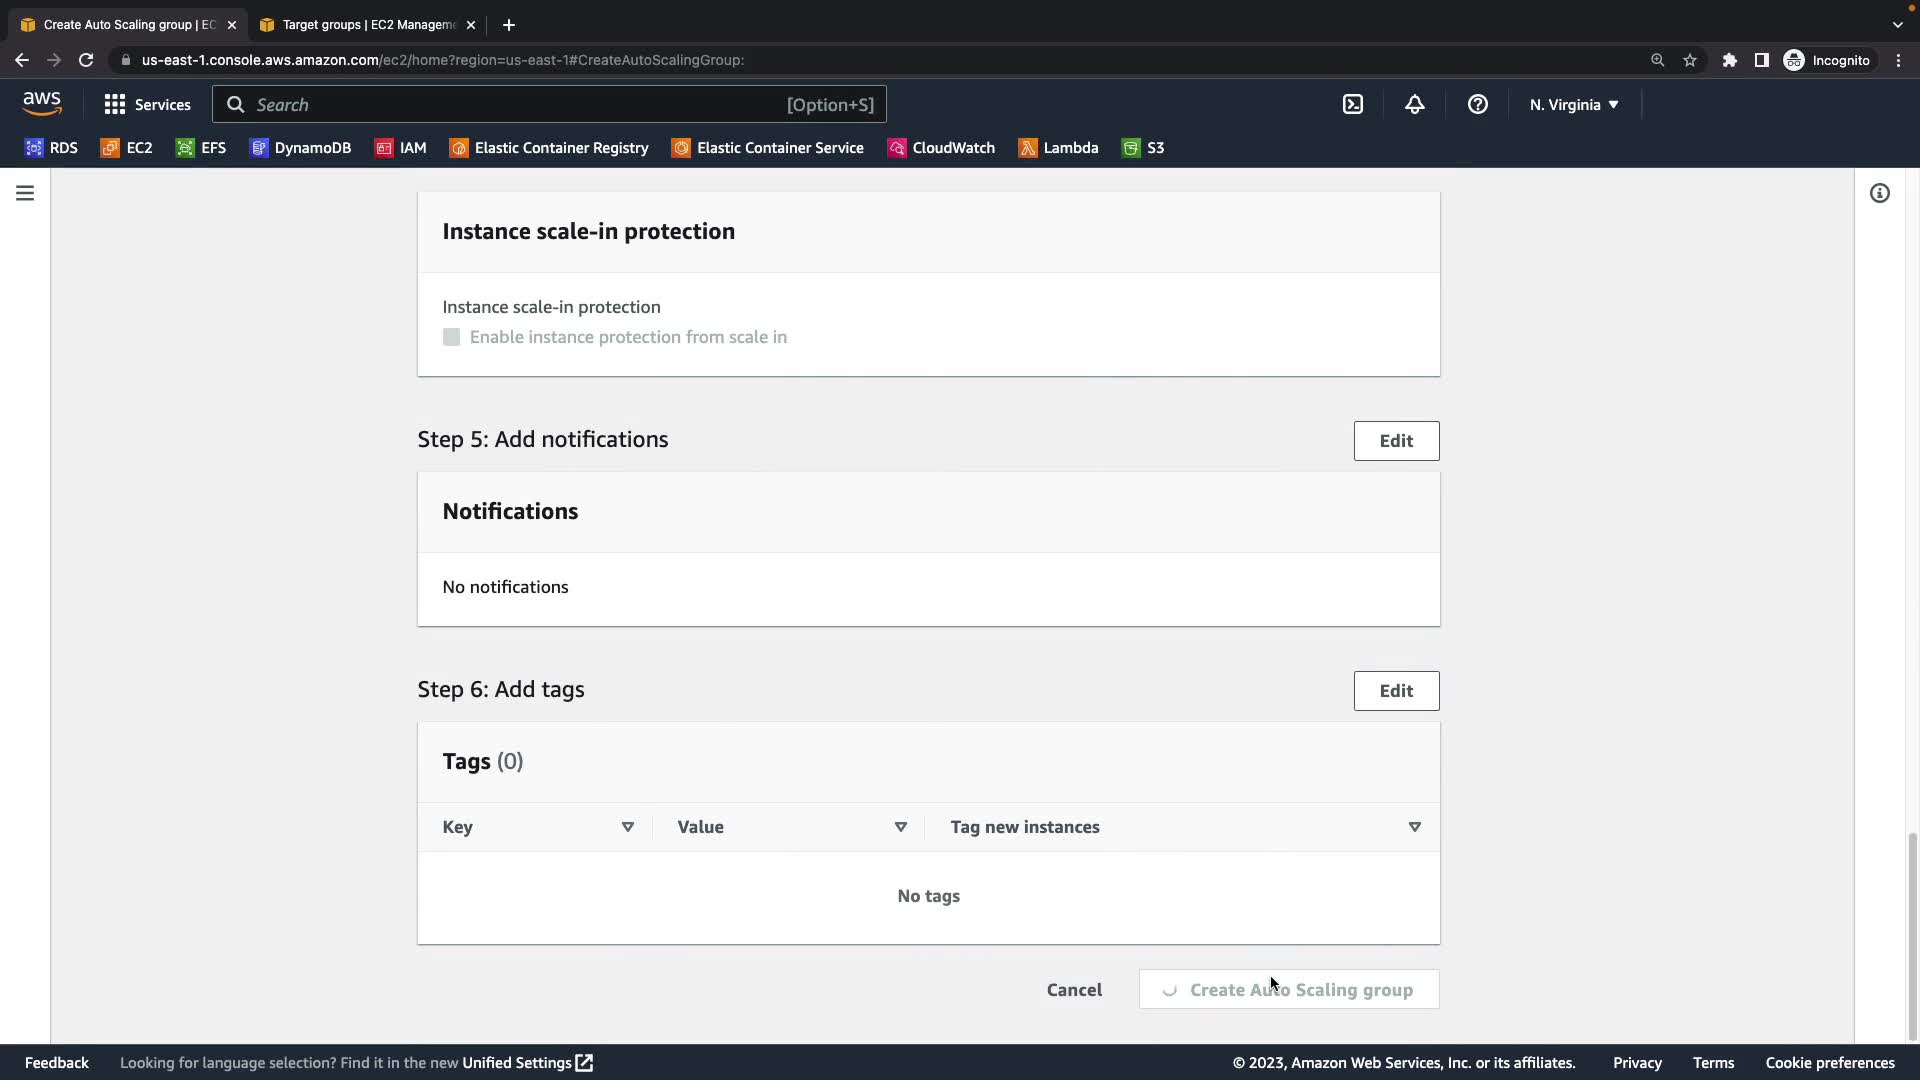 Create Auto Scaling group | EC
Target groups | EC2 Managem
us-east-1.console.aws.amazon.com/ec2/home?region=us-east-1#CreateAutoScalingGroup:
Incognito
aws
Services
Search
[Option+S]
N. Virginia
RDS
EC2
EFS
DynamoDB
IAM
Elastic Container Registry
Elastic Container Service
CloudWatch
Lambda
S3
Instance scale-in protection
Instance scale-in protection
Enable instance protection from scale in
Step 5: Add notifications
Edit
Notifications
No notifications
Step 6: Add tags
Edit
Tags (0)
Key
Value
Tag new instances
No tags
Cancel
Create Auto Scaling group
Feedback
Looking for language selection? Find it in the new Unified Settings
© 2023, Amazon Web Services, Inc. or its affiliates.
Privacy
Terms
Cookie preferences